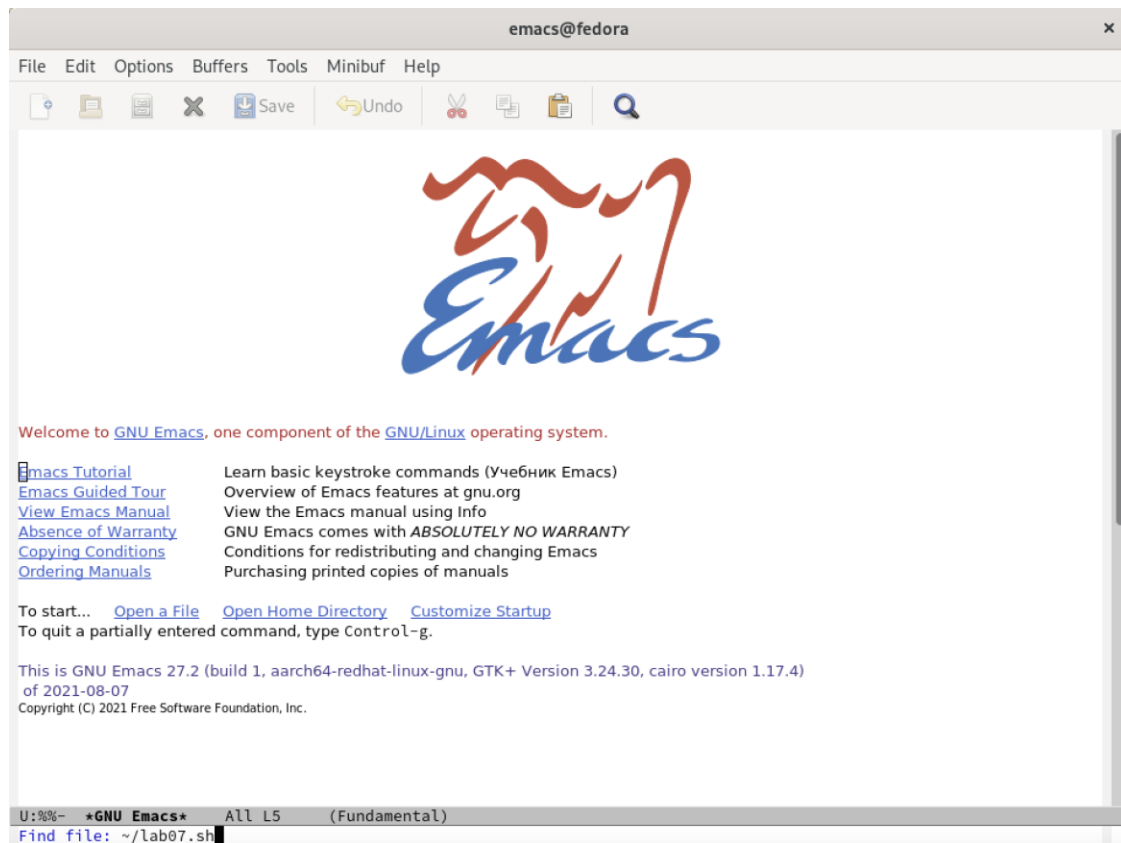 emacs@fedora ×
File Edit Options Buffers Tools Minibuf Help
Save Undo
Emacs
Welcome to GNU Emacs, one component of the GNU/Linux operating system.
Emacs Tutorial Learn basic keystroke commands (Учебник Emacs)
Emacs Guided Tour Overview of Emacs features at gnu.org
View Emacs Manual View the Emacs manual using Info
Absence of Warranty GNU Emacs comes with ABSOLUTELY NO WARRANTY
Copying Conditions Conditions for redistributing and changing Emacs
Ordering Manuals Purchasing printed copies of manuals
To start... Open a File Open Home Directory Customize Startup
To quit a partially entered command, type Control-g.
This is GNU Emacs 27.2 (build 1, aarch64-redhat-linux-gnu, GTK+ Version 3.24.30, cairo version 1.17.4)
of 2021-08-07
Copyright (C) 2021 Free Software Foundation, Inc.
U:%%- *GNU Emacs* All L5 (Fundamental)
Find file: ~/lab07.sh